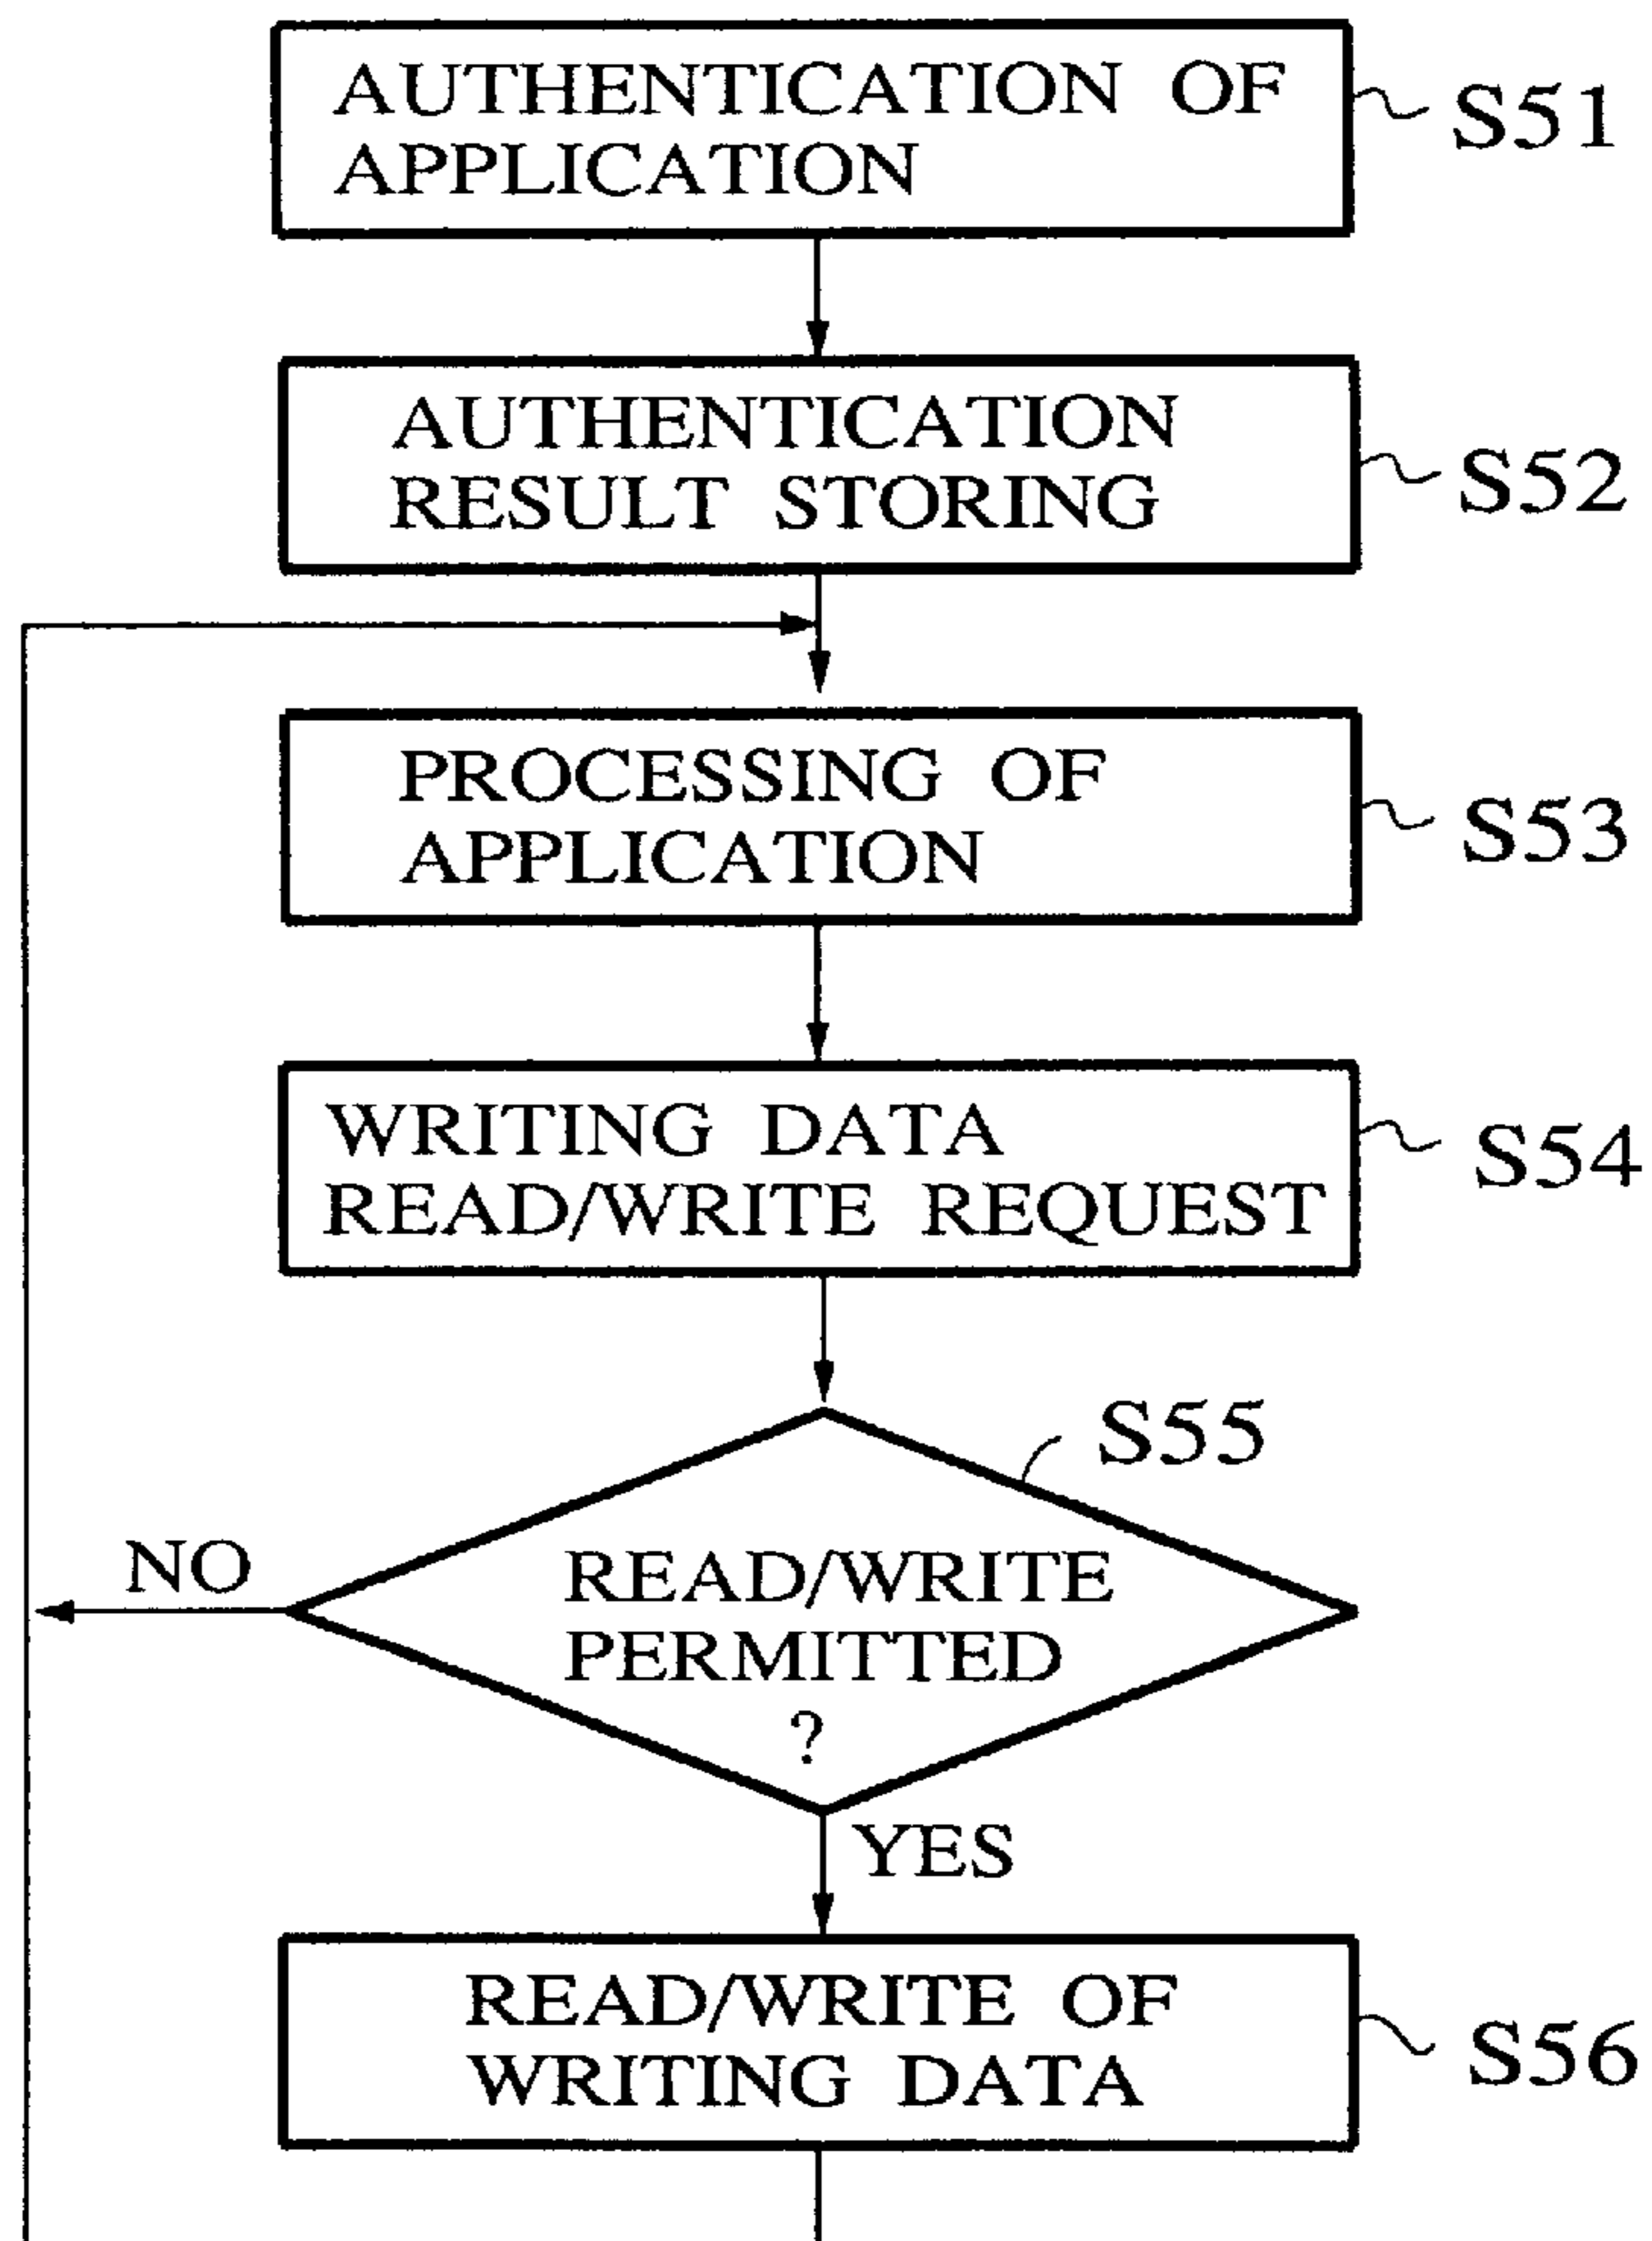 AUTHENTICATION OF
APPLICATION
S51
AUTHENTICATION
RESULT STORING
S52
PROCESSING OF
APPLICATION
S53
WRITING DATA
READ/WRITE REQUEST
S54
S55
NO
READ/WRITE
PERMITTED
?
YES
READ/WRITE OF
WRITING DATA
S56